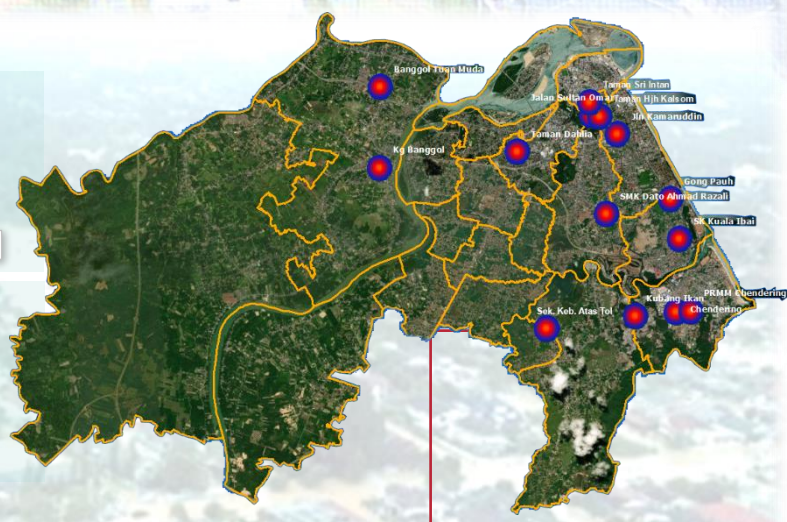 Banggol Tuan Muda
Taman Sri Intan
Jalan Sultan Omar
Taman Hjh Kalsom
Jln Kamaruddin
Taman Dahlia
Kg Banggol
Gong Pauh
SMK Dato Ahmad Razali
SK Kuala Ibai
PRMM Chendering
Kubang Ikan
Chendering
Sek. Keb. Atas Tol